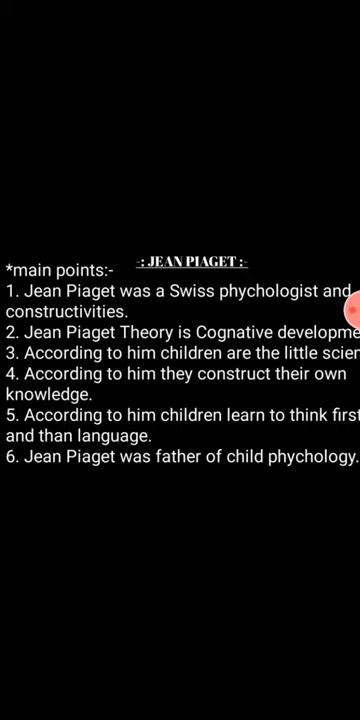 -: JEAN PIAGET :-
*main points:-
1. Jean Piaget was a Swiss phychologist and
constructivities.
2. Jean Piaget Theory is Cognative developme
3. According to him children are the little scien
4. According to him they construct their own
knowledge.
5. According to him children learn to think first
and than language.
6. Jean Piaget was father of child phychology.